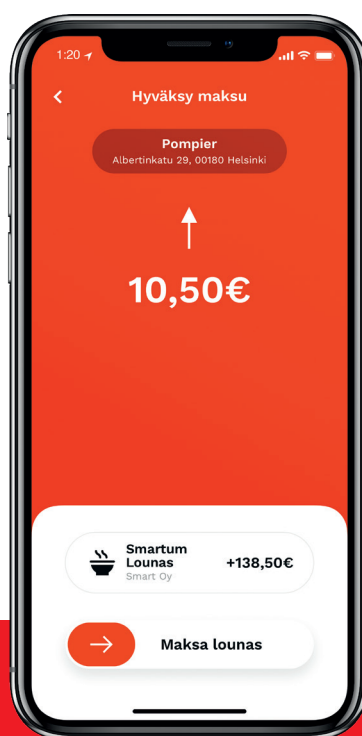 1:20
Hyväksy maksu
Pompier
Albertinkatu 29, 00180 Helsinki
10,50€
Smartum
Lounas
+138,50€
Smart Oy
Maksa lounas